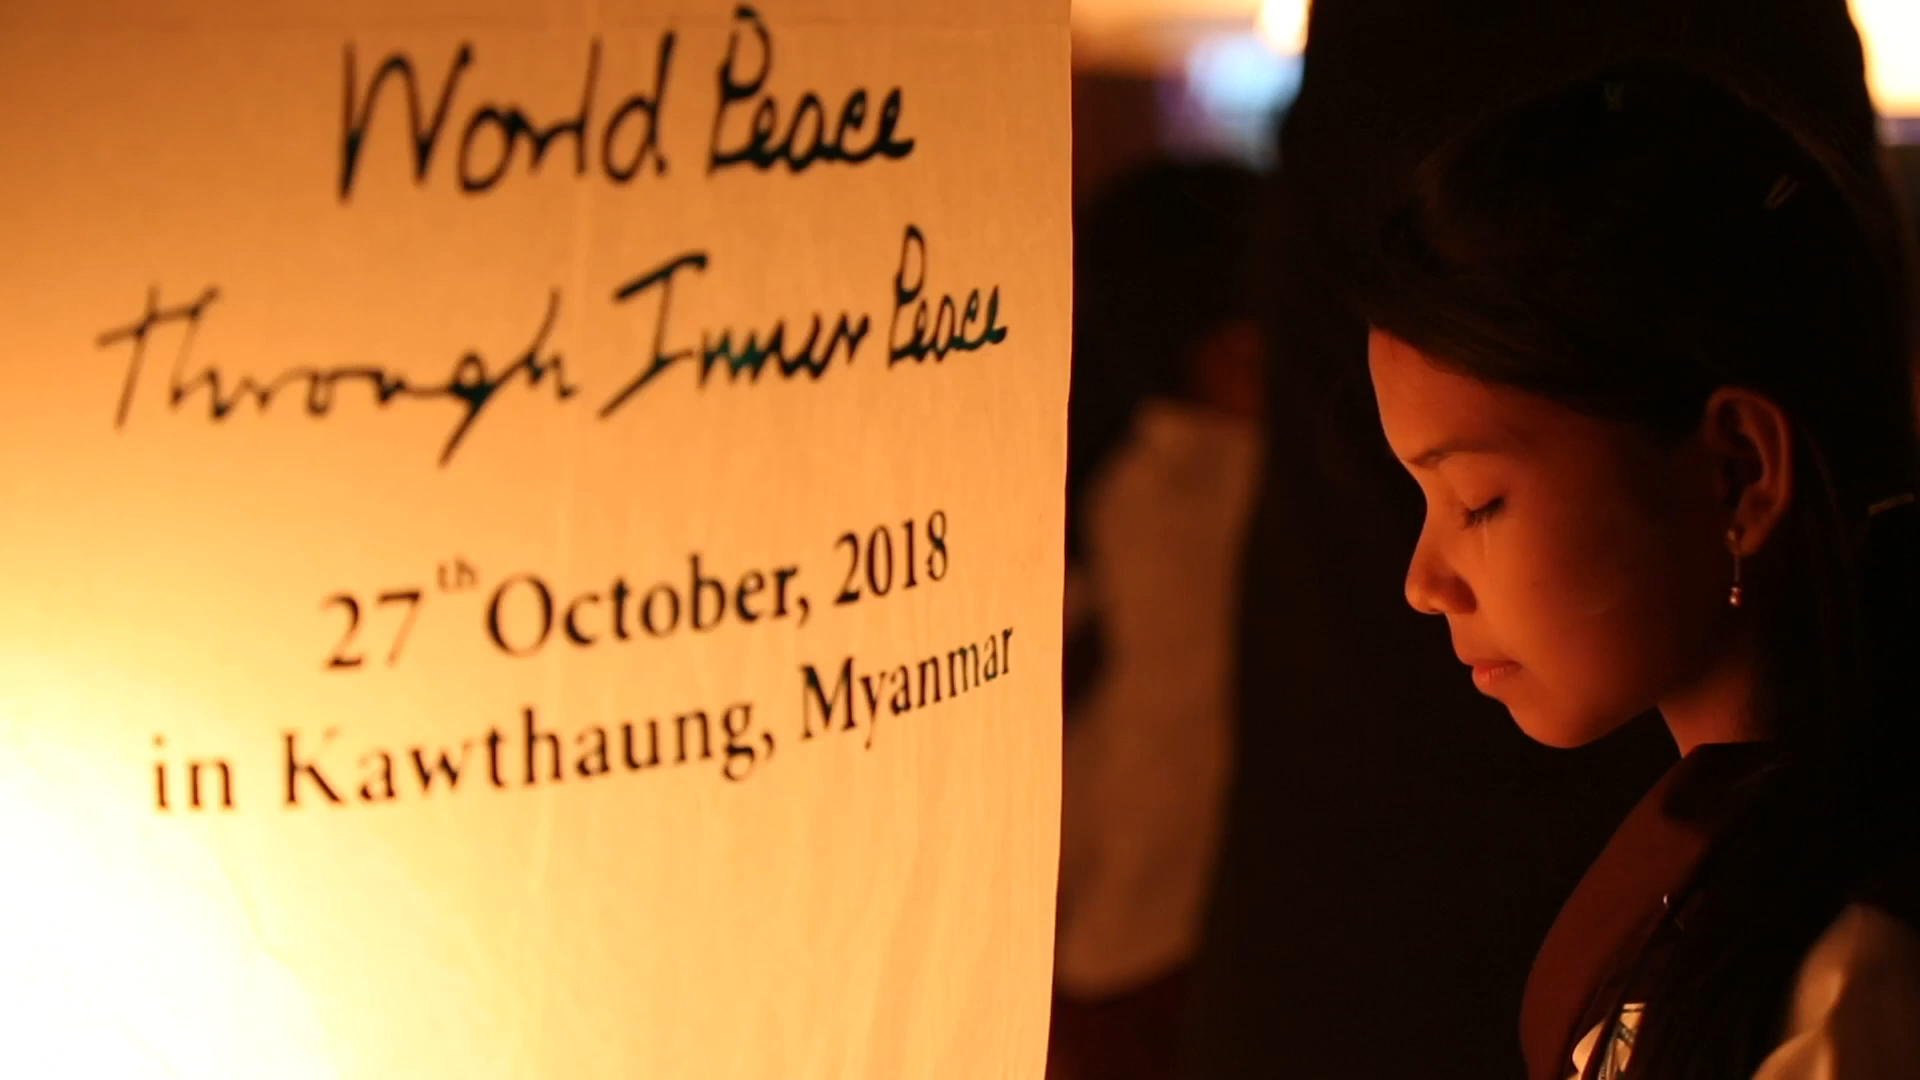 World Peace
Through Inner Peace
27th October, 2018
in Kawthaung, Myanmar